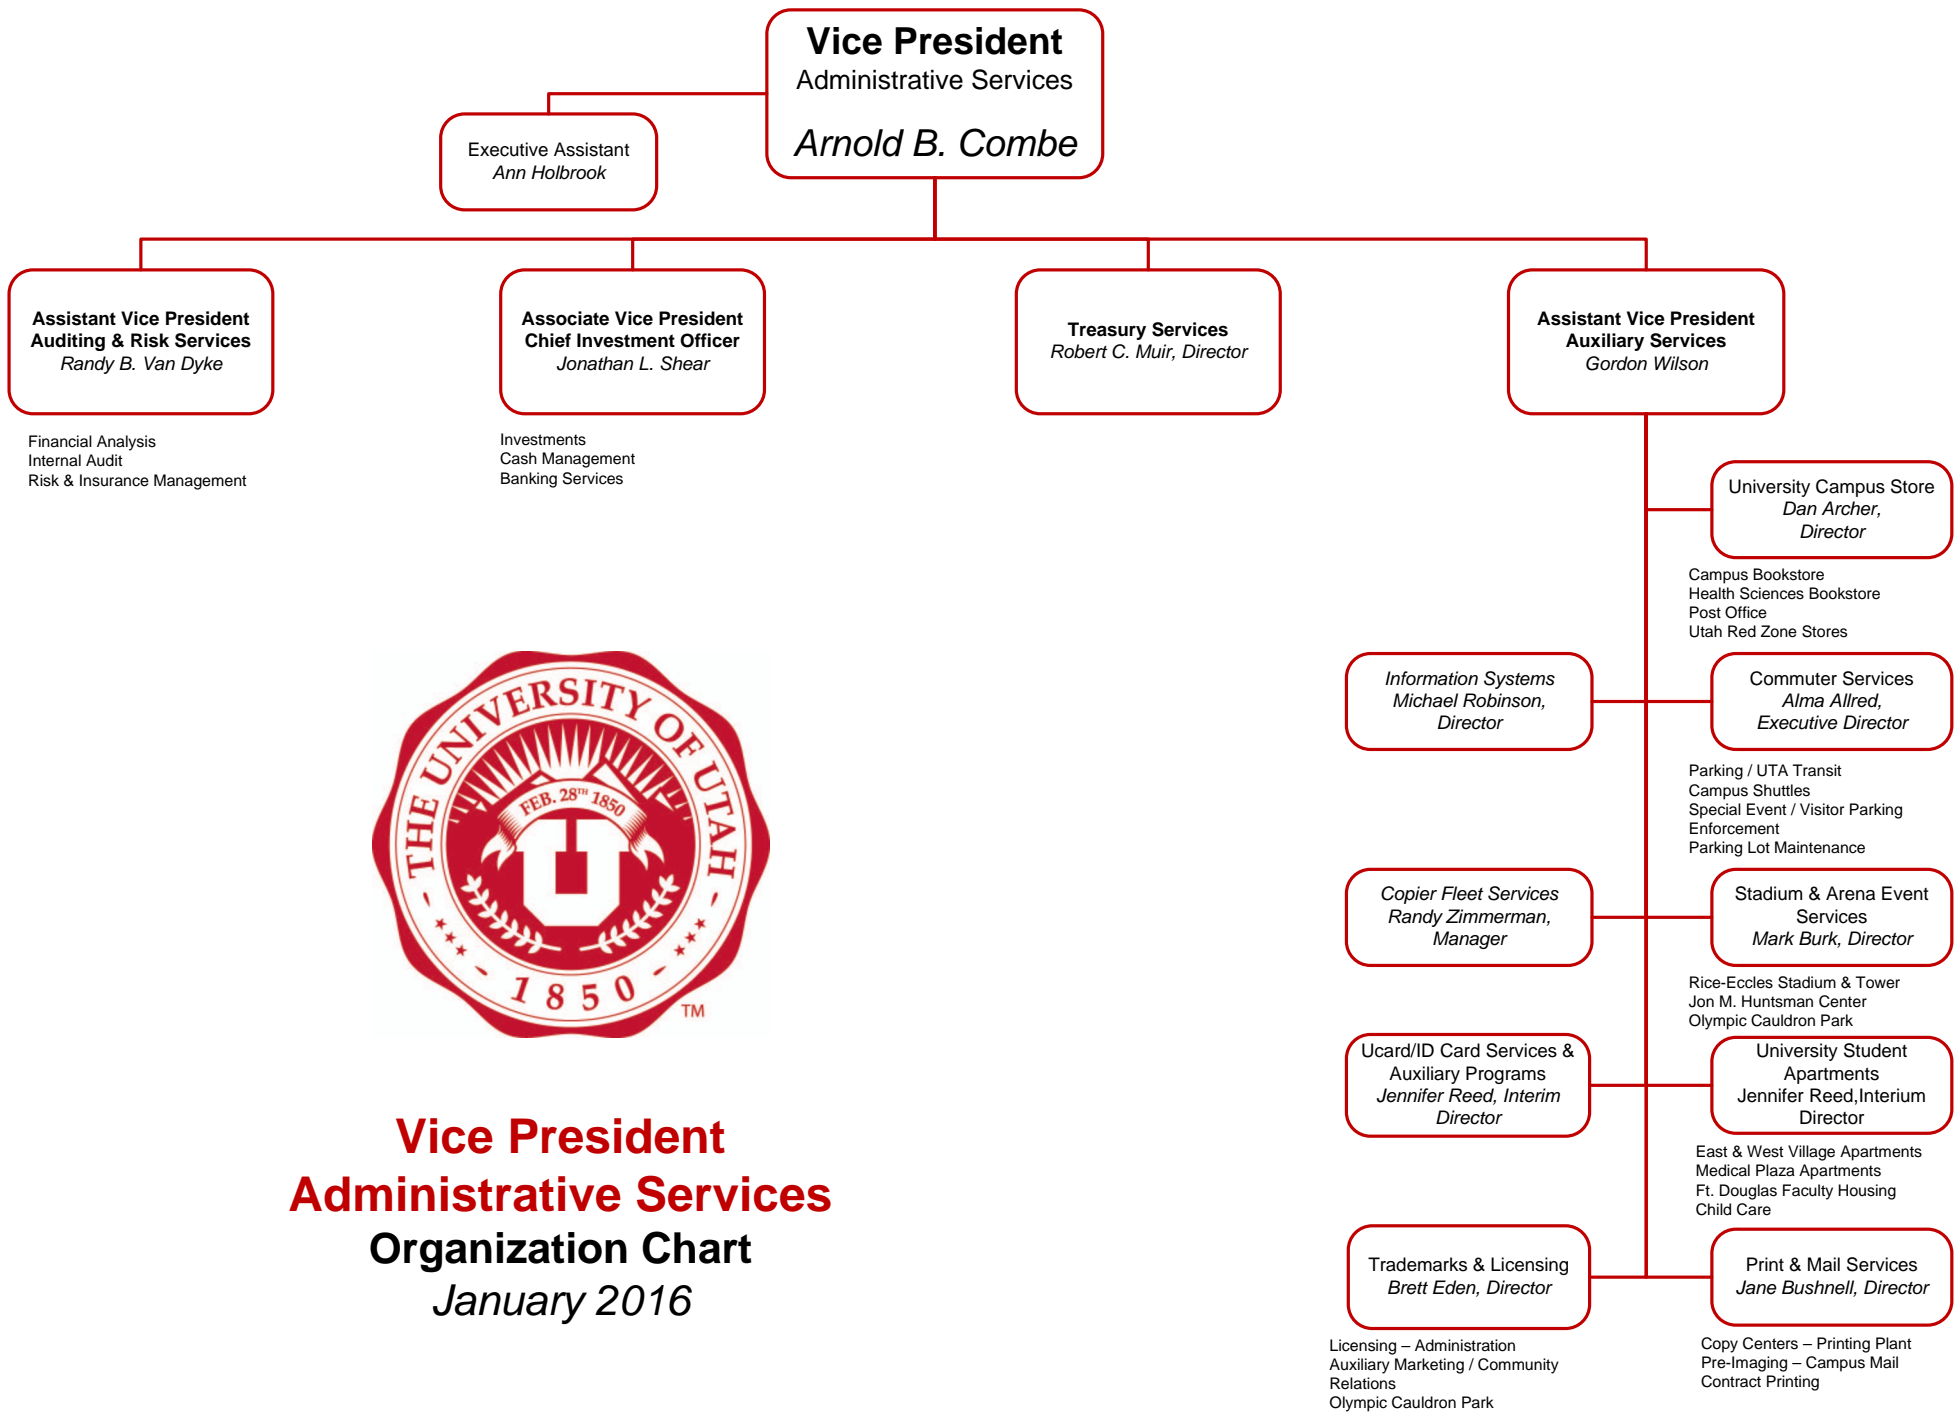 Vice President
Administrative Services
Arnold B. Combe
Executive Assistant
Ann Holbrook
Assistant Vice President
Auditing & Risk Services
Randy B. Van Dyke
Financial Analysis
Internal Audit
Risk & Insurance Management
Associate Vice President
Chief Investment Officer
Jonathan L. Shear
Investments
Cash Management
Banking Services
Treasury Services
Robert C. Muir, Director
Assistant Vice President
Auxiliary Services
Gordon Wilson
University Campus Store
Dan Archer,
Director
Campus Bookstore
Health Sciences Bookstore
Post Office
Utah Red Zone Stores
Information Systems
Michael Robinson,
Director
Commuter Services
Alma Allred,
Executive Director
Parking / UTA Transit
Campus Shuttles
Special Event / Visitor Parking
Enforcement
Parking Lot Maintenance
Copier Fleet Services
Randy Zimmerman,
Manager
Stadium & Arena Event
Services
Mark Burk, Director
Rice-Eccles Stadium & Tower
Jon M. Huntsman Center
Olympic Cauldron Park
Ucard/ID Card Services &
Auxiliary Programs
Jennifer Reed, Interim
Director
University Student
Apartments
Jennifer Reed,Interium
Director
East & West Village Apartments
Medical Plaza Apartments
Ft. Douglas Faculty Housing
Child Care
Trademarks & Licensing
Brett Eden, Director
Licensing – Administration
Auxiliary Marketing / Community
Relations
Olympic Cauldron Park
Print & Mail Services
Jane Bushnell, Director
Copy Centers – Printing Plant
Pre-Imaging – Campus Mail
Contract Printing
THE UNIVERSITY OF UTAH
FEB. 28TH 1850
U
1850
TM
Vice President
Administrative Services
Organization Chart
January 2016